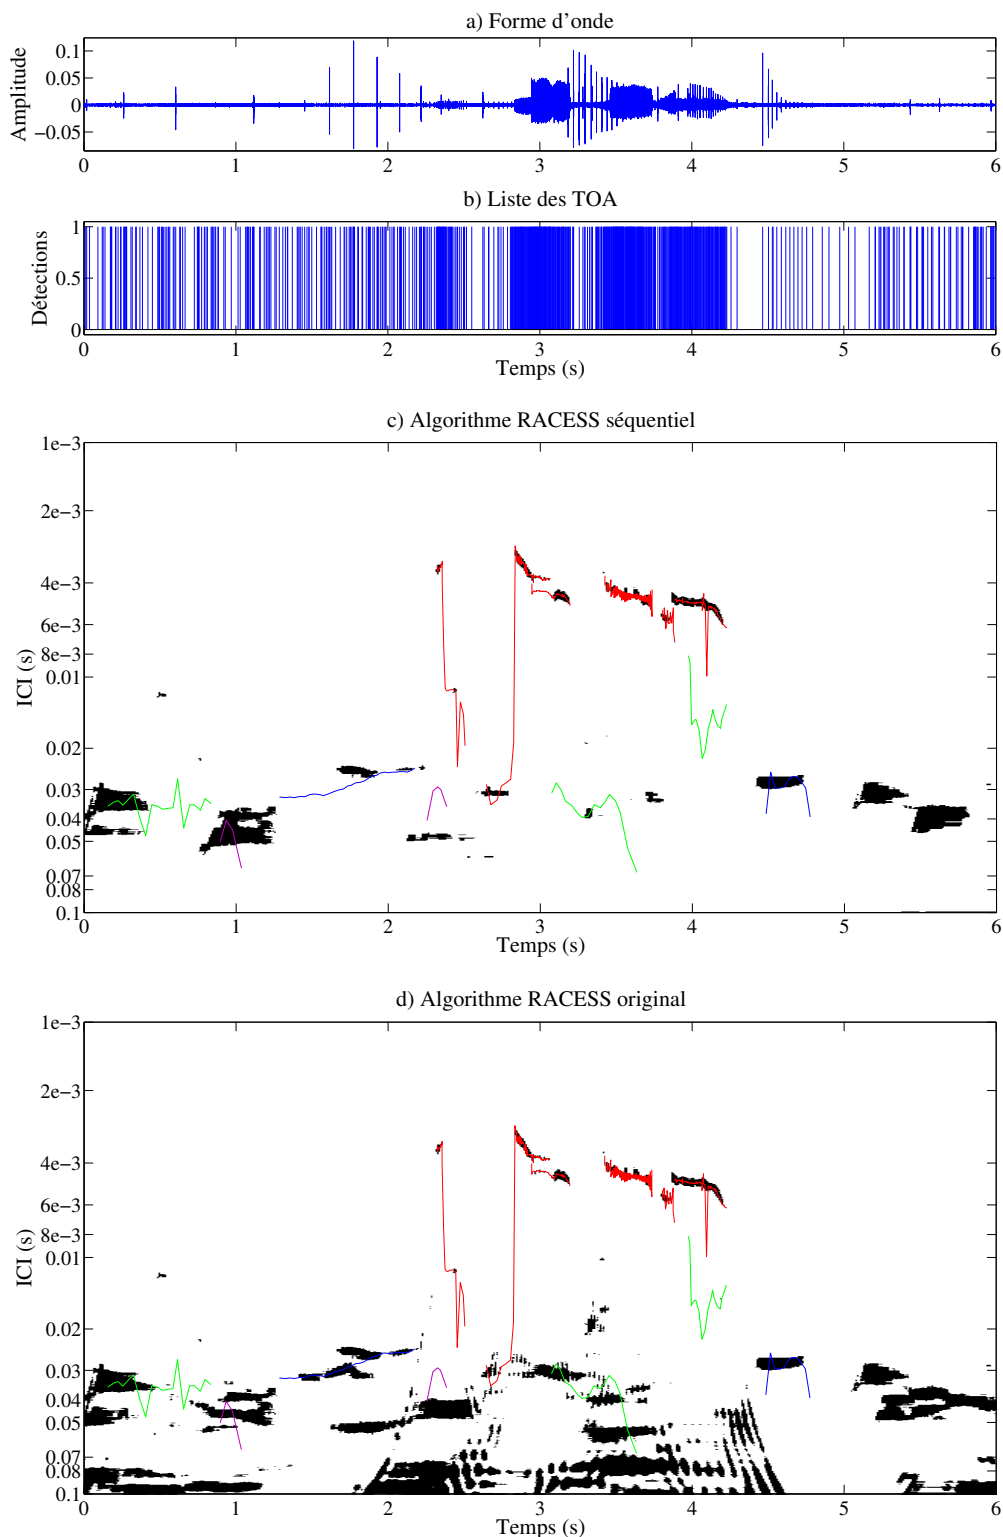 a) Forme d'onde
Amplitude
0.1
0.05
0
−0.05
0 1 2 3 4 5 6
b) Liste des TOA
Détections
1
0.5
0
0 1 2 3 4 5 6
Temps (s)
c) Algorithme RACESS séquentiel
ICI (s)
1e−3
2e−3
4e−3
6e−3
8e−3
0.01
0.02
0.03
0.04
0.05
0.07
0.08
0.1
0 1 2 3 4 5 6
Temps (s)
d) Algorithme RACESS original
ICI (s)
1e−3
2e−3
4e−3
6e−3
8e−3
0.01
0.02
0.03
0.04
0.05
0.07
0.08
0.1
0 1 2 3 4 5 6
Temps (s)